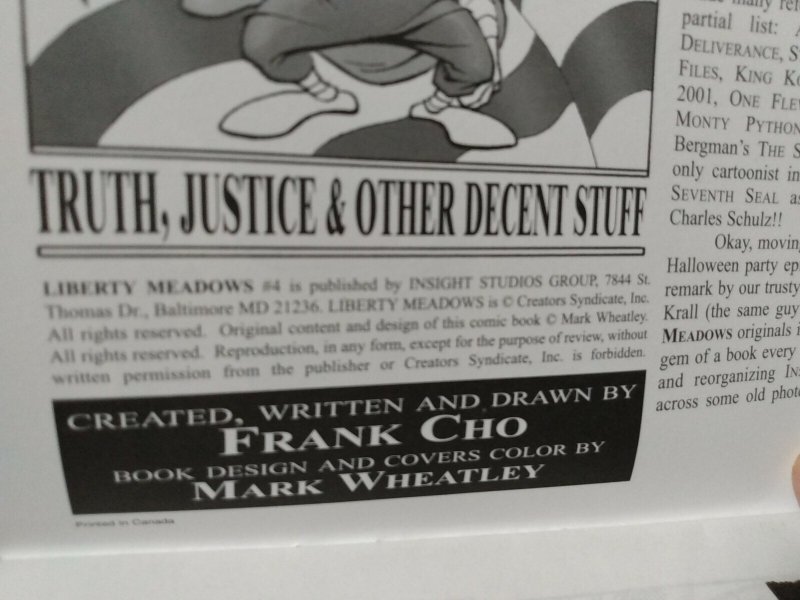 TRUTH, JUSTICE & OTHER DECENT STUFF
LIBERTY MEADOWS #4 is published by INSIGHT STUDIOS GROUP, 7844 St.
Thomas Dr., Baltimore MD 21236. LIBERTY MEADOWS is © Creators Syndicate, Inc.
All rights reserved. Original content and design of this comic book © Mark Wheatley.
All rights reserved. Reproduction, in any form, except for the purpose of review, without
written permission from the publisher or Creators Syndicate, Inc. is forbidden.
CREATED, WRITTEN AND DRAWN BY
FRANK CHO
BOOK DESIGN AND COVERS COLOR BY
MARK WHEATLEY
Printed in Canada
many
partial list:
DELIVERANCE,
FILES, KING
2001, ONE
MONTY PYTHON
Bergman's THE
only cartoonist in
SEVENTH SEAL as
Charles Schulz!!
Okay,
Halloween party
remark by our trusty
Krall (the same guy
MEADOWS originals
gem of a book every
and reorganizing
across some old